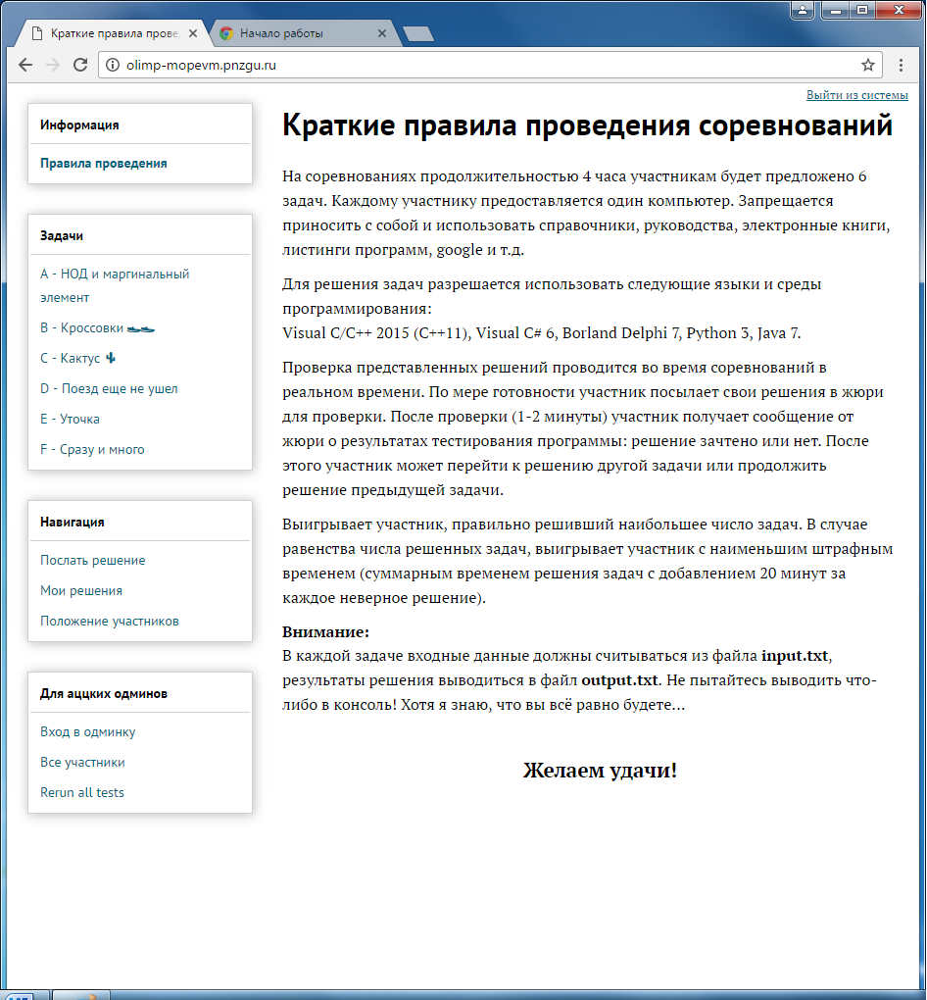 Краткие правила прове
Начало работы
olimp-mopevm.pnzgu.ru
Выйти из системы
Информация
Правила проведения
Задачи
A - НОД и маргинальный
элемент
B - Кроссовки
C - Кактус
D - Поезд еще не ушел
E - Уточка
F - Сразу и много
Навигация
Послать решение
Мои решения
Положение участников
Для аццких одминов
Вход в одминку
Все участники
Rerun all tests
Краткие правила проведения соревнований
На соревнованиях продолжительностью 4 часа участникам будет предложено 6
задач. Каждому участнику предоставляется один компьютер. Запрещается
приносить с собой и использовать справочники, руководства, электронные книги,
листинги программ, google и т.д.
Для решения задач разрешается использовать следующие языки и среды
программирования:
Visual C/C++ 2015 (C++11), Visual C# 6, Borland Delphi 7, Python 3, Java 7.
Проверка представленных решений проводится во время соревнований в
реальном времени. По мере готовности участник посылает свои решения в жюри
для проверки. После проверки (1-2 минуты) участник получает сообщение от
жюри о результатах тестирования программы: решение зачтено или нет. После
этого участник может перейти к решению другой задачи или продолжить
решение предыдущей задачи.
Выигрывает участник, правильно решивший наибольшее число задач. В случае
равенства числа решенных задач, выигрывает участник с наименьшим штрафным
временем (суммарным временем решения задач с добавлением 20 минут за
каждое неверное решение).
Внимание:
В каждой задаче входные данные должны считываться из файла input.txt,
результаты решения выводиться в файл output.txt. Не пытайтесь выводить что-
либо в консоль! Хотя я знаю, что вы всё равно будете...
Желаем удачи!